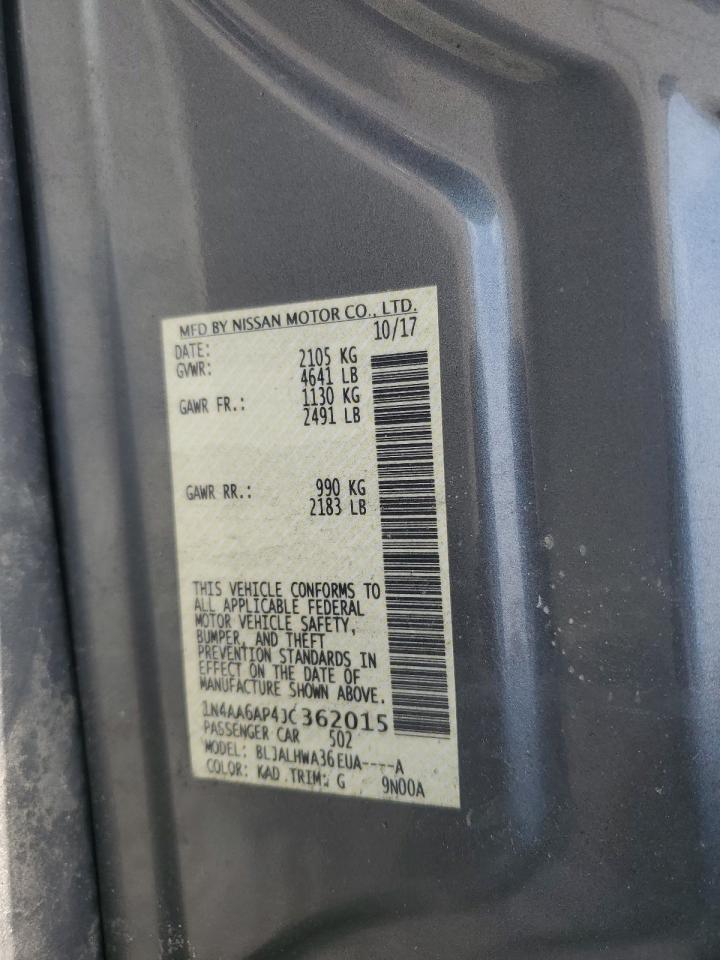 MFD BY NISSAN MOTOR CO., LTD.
DATE: 10/17
GVWR: 2105 KG
4641 LB
GAWR FR.: 1130 KG
2491 LB
GAWR RR.: 990 KG
2183 LB
THIS VEHICLE CONFORMS TO
ALL APPLICABLE FEDERAL
MOTOR VEHICLE SAFETY,
BUMPER, AND THEFT
PREVENTION STANDARDS IN
EFFECT ON THE DATE OF
MANUFACTURE SHOWN ABOVE.
1N4AA6AP4JC362015
PASSENGER CAR 502
MODEL: BLJALHWA36EUA----A
COLOR: KAD TRIM: G 9N00A